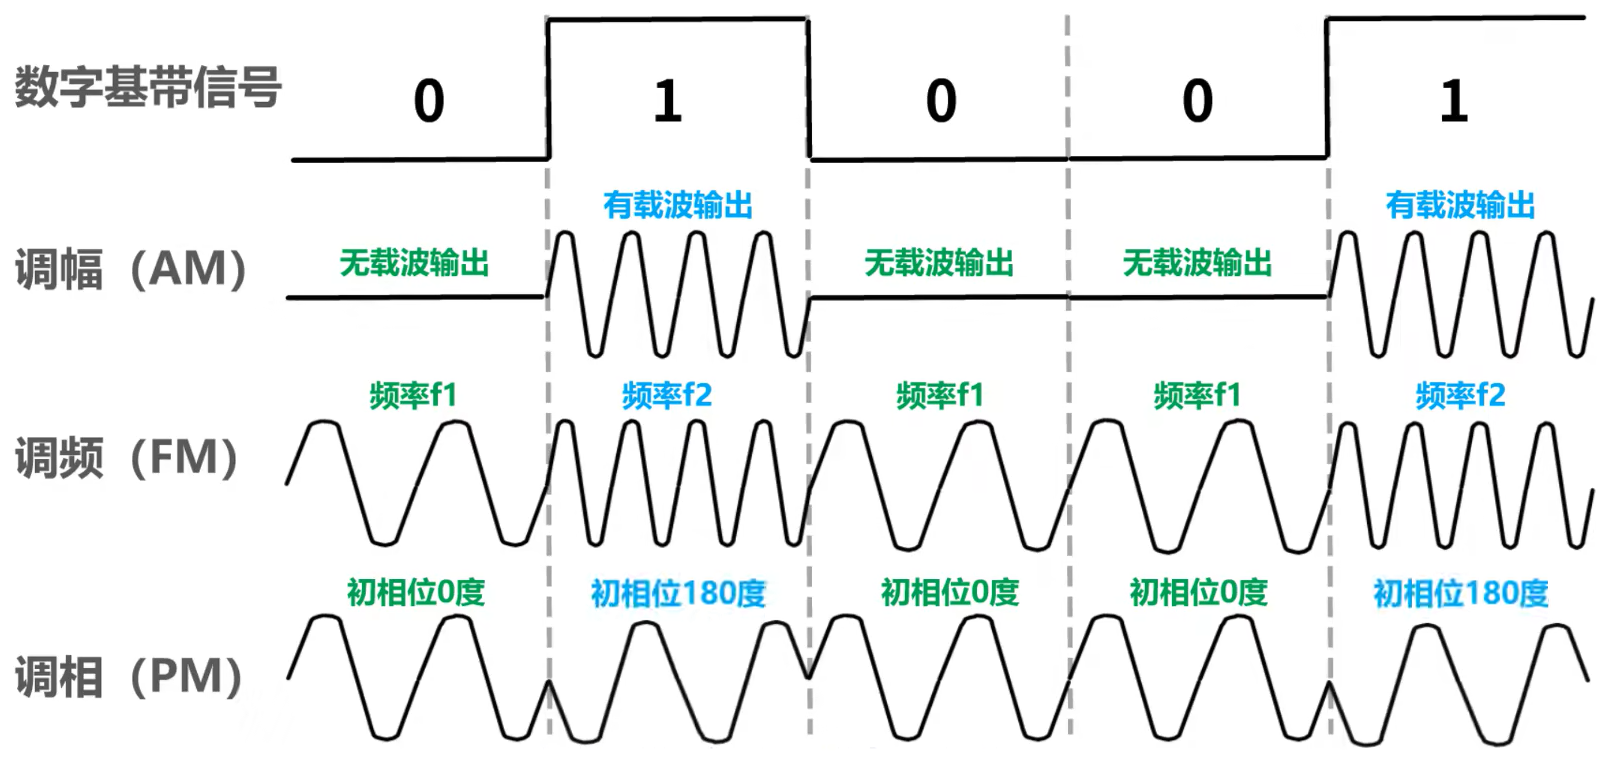 数字基带信号
0 1 0 0 1
有载波输出 有载波输出
调幅（AM） 无载波输出 无载波输出 无载波输出
频率f1 频率f2 频率f1 频率f1 频率f2
调频（FM）
初相位0度 初相位180度 初相位0度 初相位0度 初相位180度
调相（PM）